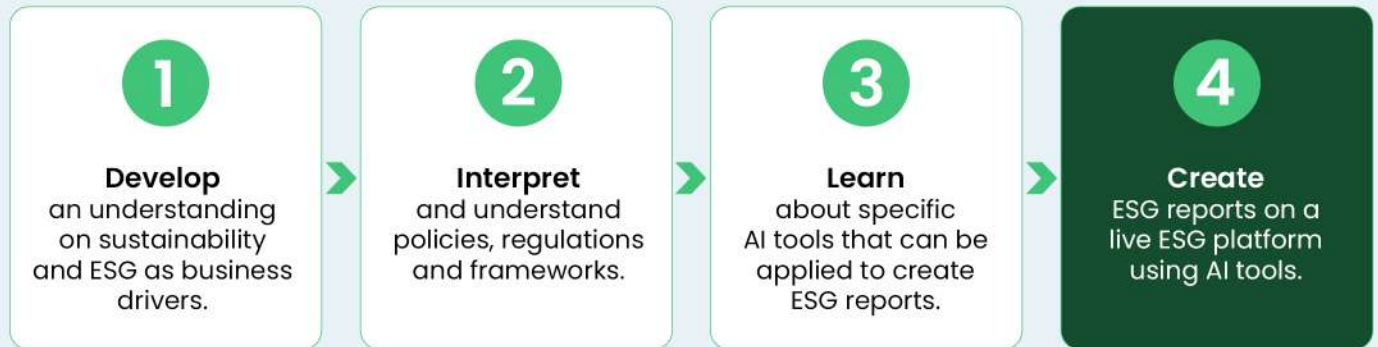 1
Develop
an understanding
on sustainability
and ESG as business
drivers.
2
Interpret
and understand
policies, regulations
and frameworks.
3
Learn
about specific
AI tools that can be
applied to create
ESG reports.
4
Create
ESG reports on a
live ESG platform
using AI tools.